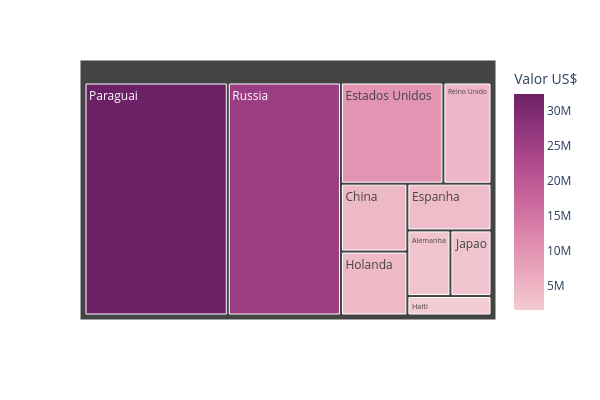 Paraguai
Russia
Estados Unidos
Reino Unido
China
Espanha
Alemanha
Japao
Holanda
Haiti
Valor US$
30M
25M
20M
15M
10M
5M